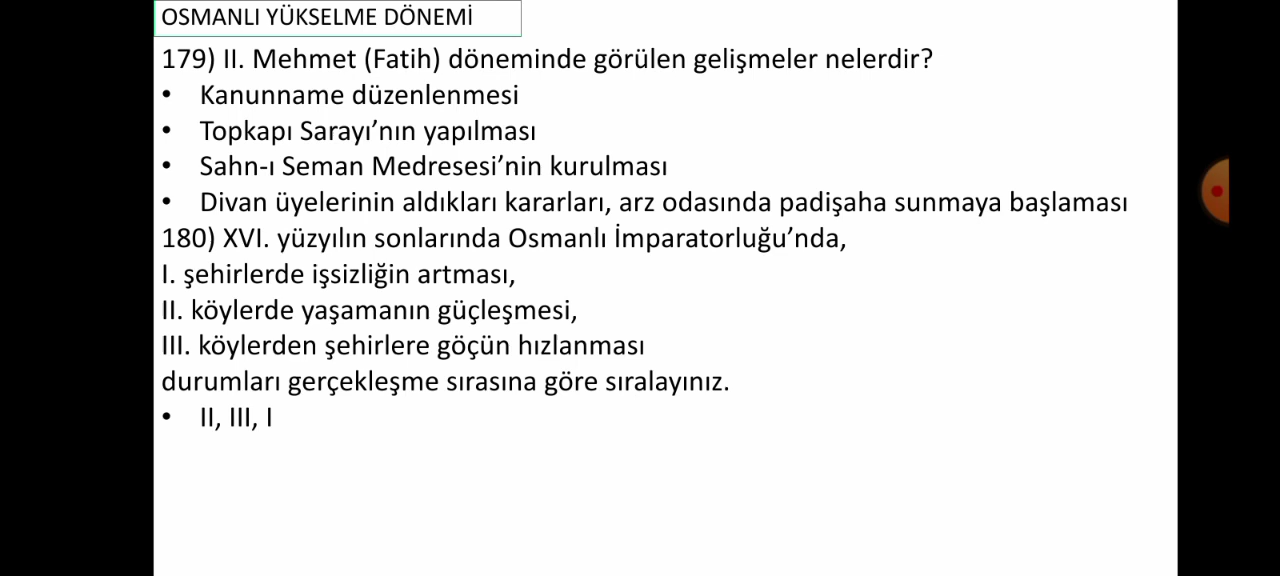 OSMANLI YÜKSELME DÖNEMİ
179) II. Mehmet (Fatih) döneminde görülen gelişmeler nelerdir?
• Kanunname düzenlenmesi
• Topkapı Sarayı’nın yapılması
• Sahn-ı Seman Medresesi’nin kurulması
• Divan üyelerinin aldıkları kararları, arz odasında padişaha sunmaya başlaması
180) XVI. yüzyılın sonlarında Osmanlı İmparatorluğu’nda,
I. şehirlerde işsizliğin artması,
II. köylerde yaşamanın güçleşmesi,
III. köylerden şehirlere göçün hızlanması
durumları gerçekleşme sırasına göre sıralayınız.
• II, III, I